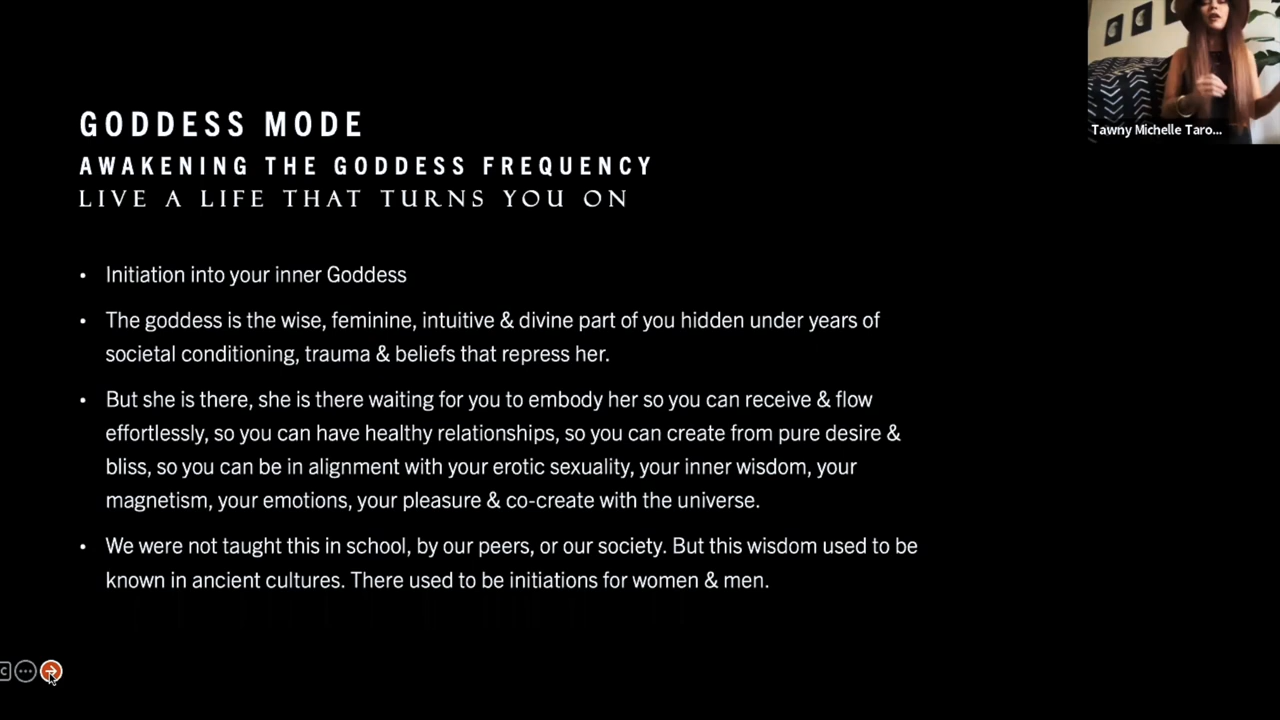 GODDESS MODE
AWAKENING THE GODDESS FREQUENCY
LIVE A LIFE THAT TURNS YOU ON
• Initiation into your inner Goddess
• The goddess is the wise, feminine, intuitive & divine part of you hidden under years of
societal conditioning, trauma & beliefs that repress her.
• But she is there, she is there waiting for you to embody her so you can receive & flow
effortlessly, so you can have healthy relationships, so you can create from pure desire &
bliss, so you can be in alignment with your erotic sexuality, your inner wisdom, your
magnetism, your emotions, your pleasure & co-create with the universe.
• We were not taught this in school, by our peers, or our society. But this wisdom used to be
known in ancient cultures. There used to be initiations for women & men.
Tawny Michelle Taro...
C